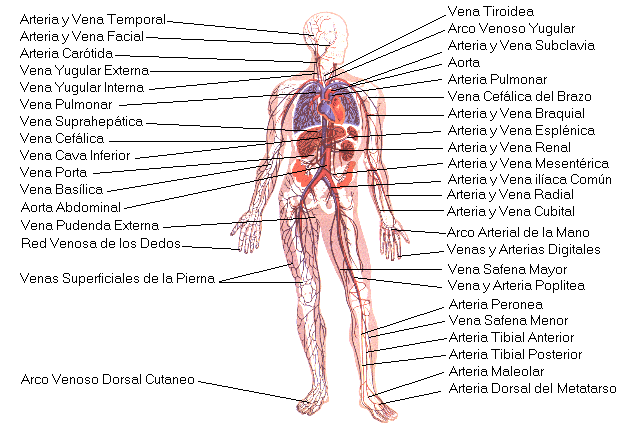 Arteria y Vena Temporal
Arteria y Vena Facial
Arteria Carótida
Vena Yugular Externa
Vena Yugular Interna
Vena Pulmonar
Vena Suprahepática
Vena Cefálica
Vena Cava Inferior
Vena Porta
Vena Basílica
Aorta Abdominal
Vena Pudenda Externa
Red Venosa de los Dedos
Venas Superficiales de la Pierna
Arco Venoso Dorsal Cutaneo
Vena Tiroidea
Arco Venoso Yugular
Arteria y Vena Subclavia
Aorta
Arteria Pulmonar
Vena Cefálica del Brazo
Arteria y Vena Braquial
Arteria y Vena Esplénica
Arteria y Vena Renal
Arteria y Vena Mesentérica
Arteria y Vena ilíaca Común
Arteria y Vena Radial
Arteria y Vena Cubital
Arco Arterial de la Mano
Venas y Arterias Digitales
Vena Safena Mayor
Vena y Arteria Poplitea
Arteria Peronea
Vena Safena Menor
Arteria Tibial Anterior
Arteria Tibial Posterior
Arteria Maleolar
Arteria Dorsal del Metatarso